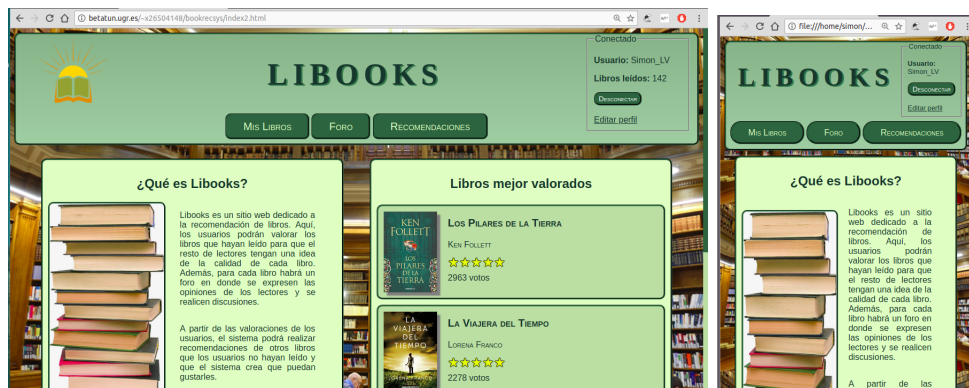 betatun.ugr.es/~x26504148/bookrecsys/index2.html
LIBOOKS
Conectado
Usuario: Simon_LV
Libros leídos: 142
Desconectar
Editar perfil
Mis Libros Foro Recomendaciones
¿Qué es Libooks?
Libooks es un sitio web dedicado a
la recomendación de libros. Aquí,
los usuarios podrán valorar los
libros que hayan leído para que el
resto de lectores tengan una idea
de la calidad de cada libro.
Además, para cada libro habrá un
foro en donde se expresen las
opiniones de los lectores y se
realicen discusiones.
A partir de las valoraciones de los
usuarios, el sistema podrá realizar
recomendaciones de otros libros
que los usuarios no hayan leído y
que el sistema crea que puedan
gustarles.
Libros mejor valorados
KEN
FOLLETT
LOS
PILARES
DE LA
TIERRA
Los Pilares de la Tierra
Ken Follett
2963 votos
LA
VIAJERA
DEL
TIEMPO
LORENA FRANCO
La Viajera del Tiempo
Lorena Franco
2278 votos
file:///home/simon/...
LIBOOKS
Conectado
Usuario:
Simon_LV
Desconectar
Editar perfil
Mis Libros Foro Recomendaciones
¿Qué es Libooks?
Libooks es un sitio
web dedicado a la
recomendación de
libros. Aquí, los
usuarios podrán
valorar los libros que
hayan leído para que
el resto de lectores
tengan una idea de la
calidad de cada libro.
Además, para cada
libro habrá un foro en
donde se expresen
las opiniones de los
lectores y se realicen
discusiones.
A partir de las